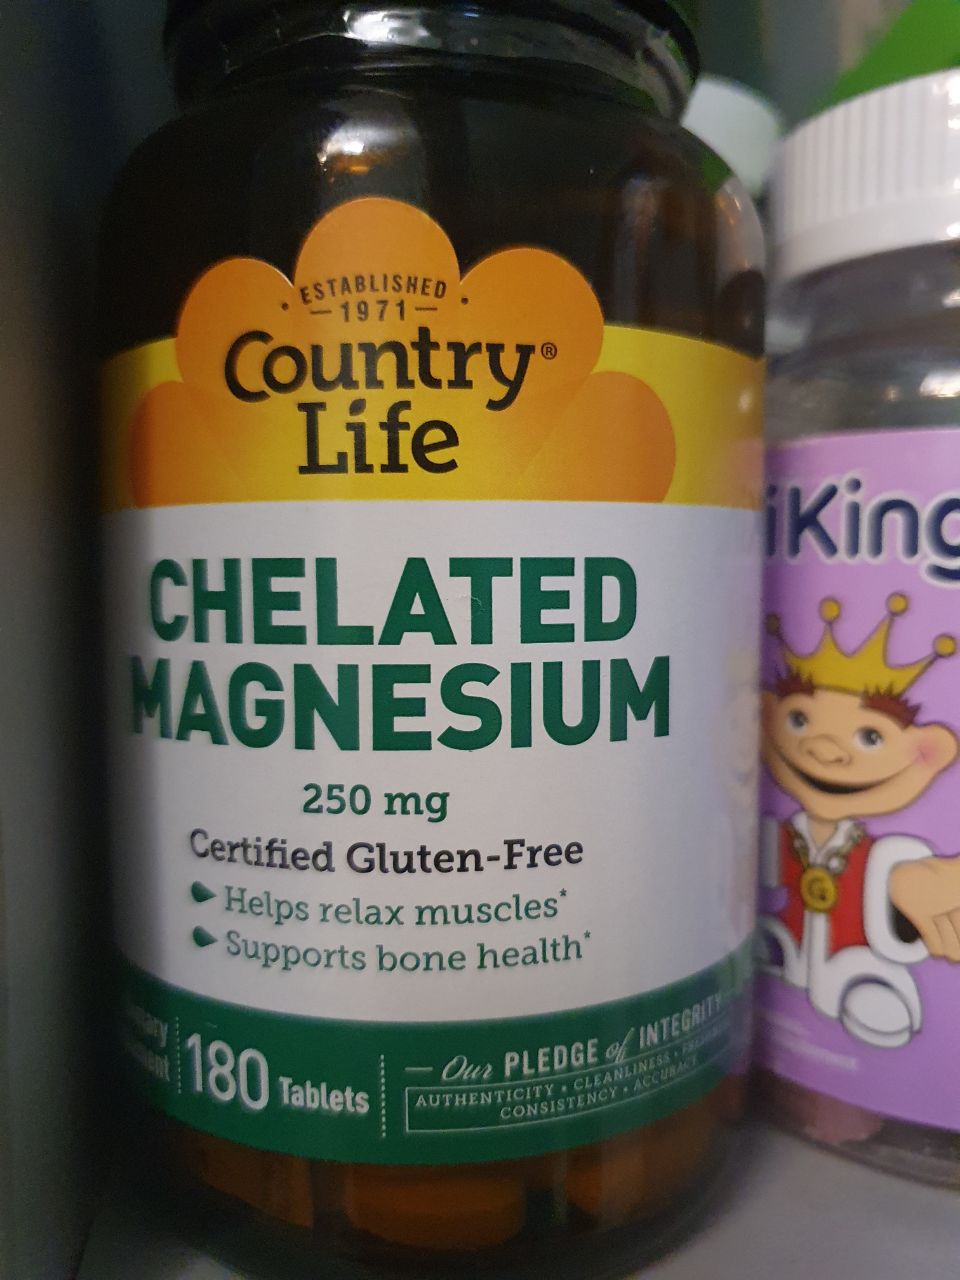 • ESTABLISHED •
—1971—
Country®
Life
CHELATED
MAGNESIUM
250 mg
Certified Gluten-Free
Helps relax muscles*
Supports bone health*
180 Tablets
— Our PLEDGE of INTEGRITY
AUTHENTICITY • CLEANLINESS •
CONSISTENCY • ACCURACY
iKing
G